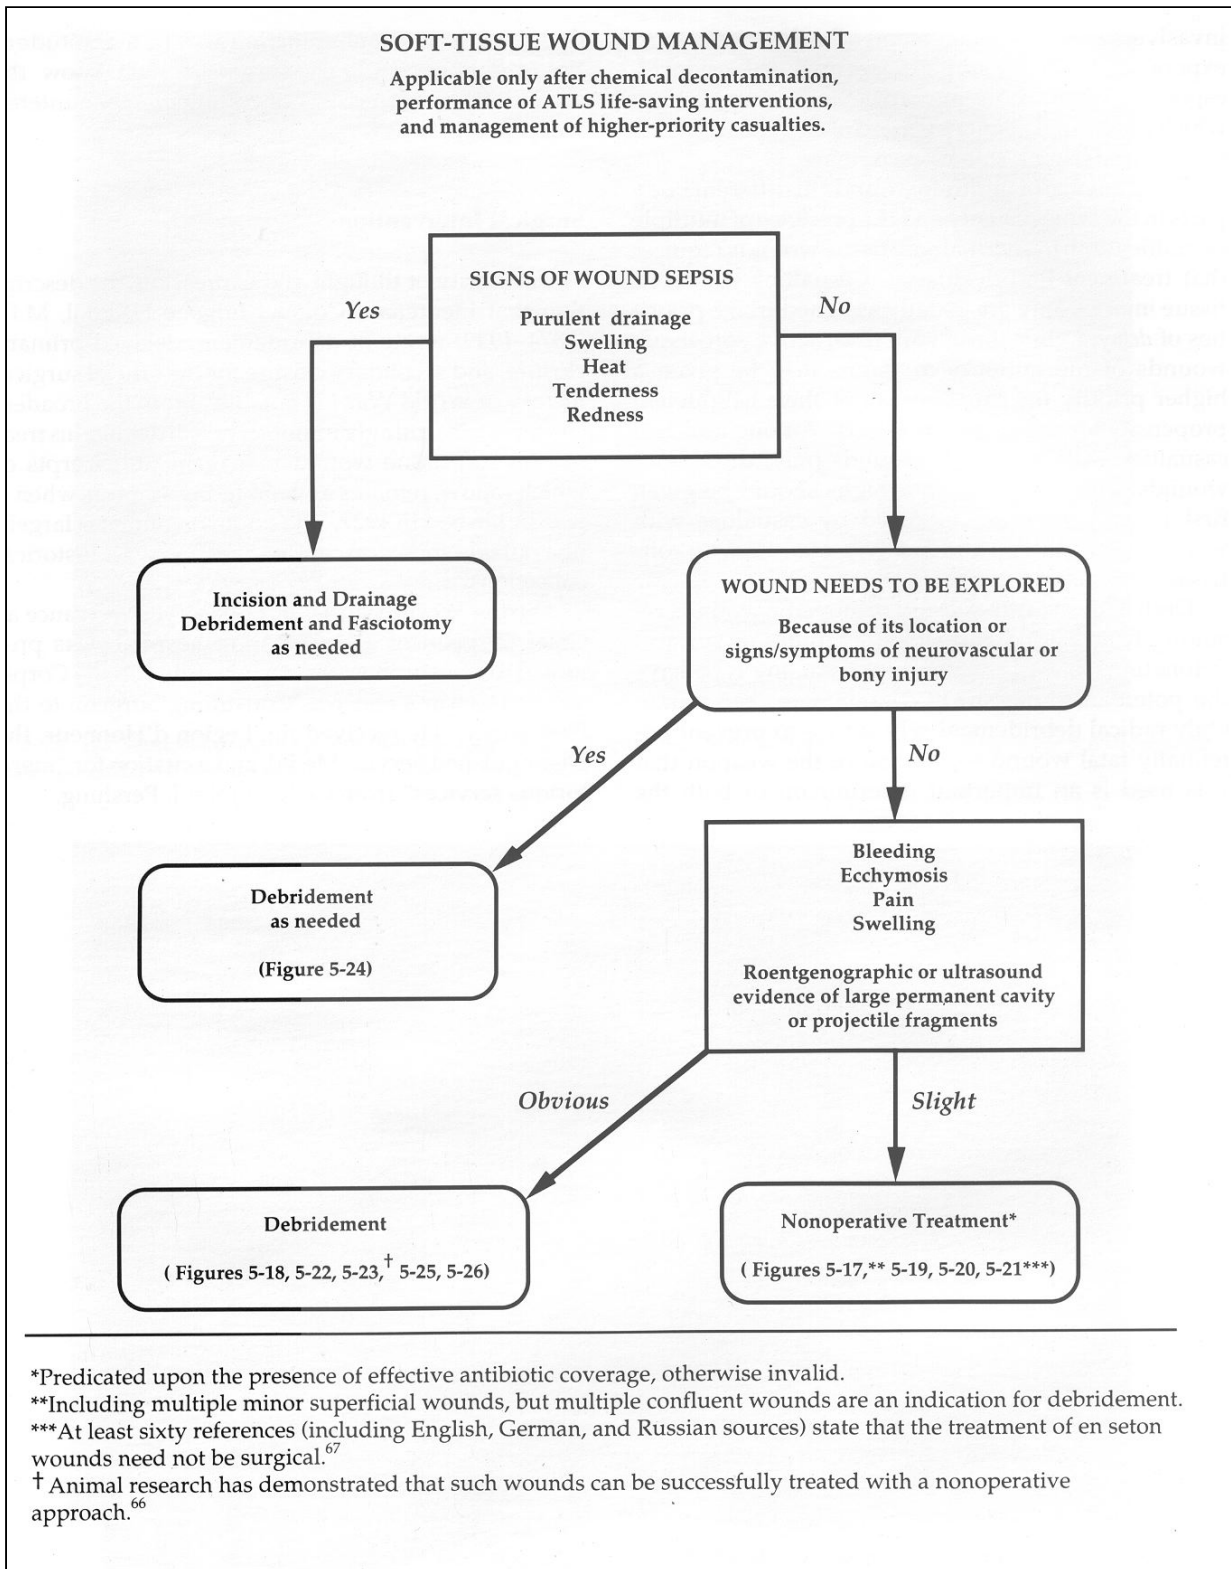 SOFT-TISSUE WOUND MANAGEMENT
Applicable only after chemical decontamination,
performance of ATLS life-saving interventions,
and management of higher-priority casualties.
SIGNS OF WOUND SEPSIS
Purulent drainage
Swelling
Heat
Tenderness
Redness
Yes
No
Incision and Drainage
Debridement and Fasciotomy
as needed
WOUND NEEDS TO BE EXPLORED
Because of its location or
signs/symptoms of neurovascular or
bony injury
Yes
No
Debridement
as needed
(Figure 5-24)
Bleeding
Ecchymosis
Pain
Swelling
Roentgenographic or ultrasound
evidence of large permanent cavity
or projectile fragments
Obvious
Slight
Debridement
( Figures 5-18, 5-22, 5-23,† 5-25, 5-26)
Nonoperative Treatment*
( Figures 5-17,** 5-19, 5-20, 5-21***)
*Predicated upon the presence of effective antibiotic coverage, otherwise invalid.
**Including multiple minor superficial wounds, but multiple confluent wounds are an indication for debridement.
***At least sixty references (including English, German, and Russian sources) state that the treatment of en seton
wounds need not be surgical.67
† Animal research has demonstrated that such wounds can be successfully treated with a nonoperative
approach.66